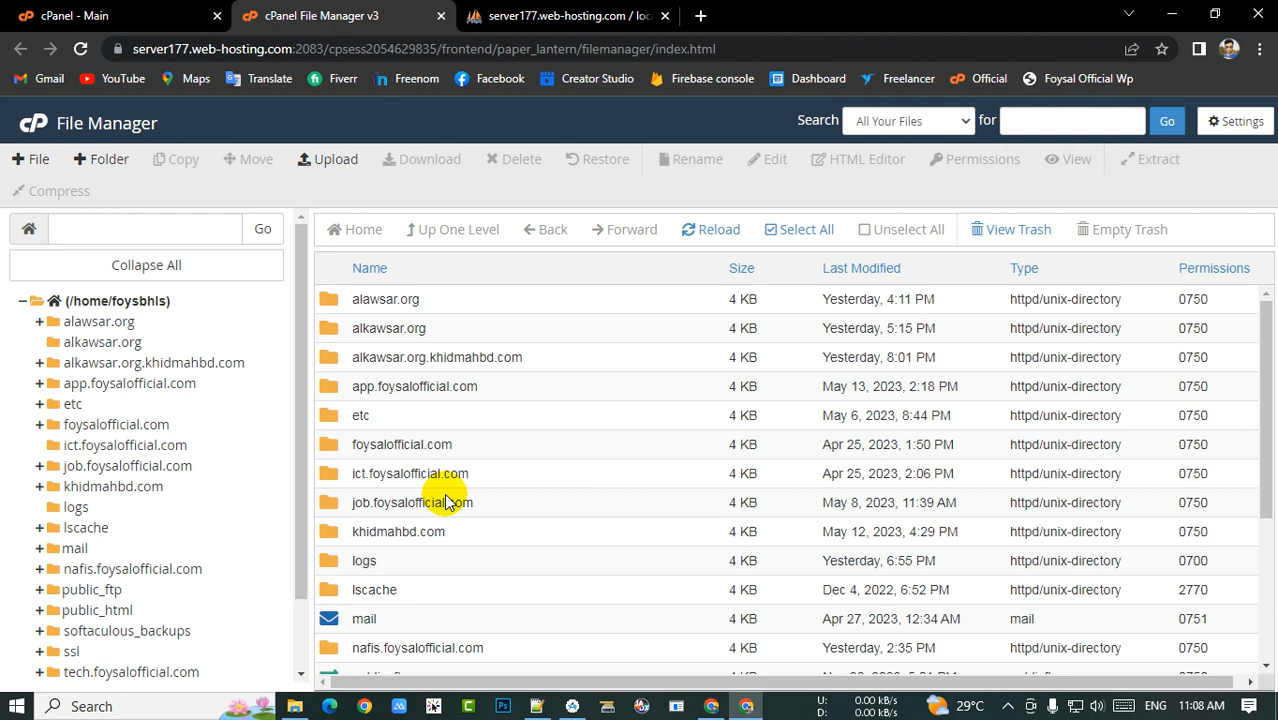 cPanel - Main
cPanel File Manager v3
server177.web-hosting.com / loc
server177.web-hosting.com:2083/cpsess2054629835/frontend/paper_lantern/filemanager/index.html
Gmail YouTube Maps Translate Fiverr Freenom Facebook Creator Studio Firebase console Dashboard Freelancer Official Foysal Official Wp
cP File Manager Search All Your Files for Go Settings
File Folder Copy Move Upload Download Delete Restore Rename Edit HTML Editor Permissions View Extract
Compress
Go
Collapse All
(/home/foysbhls)
alawsar.org
alkawsar.org
alkawsar.org.khidmahbd.com
app.foysalofficial.com
etc
foysalofficial.com
ict.foysalofficial.com
job.foysalofficial.com
khidmahbd.com
logs
lscache
mail
nafis.foysalofficial.com
public_ftp
public_html
softaculous_backups
ssl
tech.foysalofficial.com
Home Up One Level Back Forward Reload Select All Unselect All View Trash Empty Trash
Name Size Last Modified Type Permissions
alawsar.org 4 KB Yesterday, 4:11 PM httpd/unix-directory 0750
alkawsar.org 4 KB Yesterday, 5:15 PM httpd/unix-directory 0750
alkawsar.org.khidmahbd.com 4 KB Yesterday, 8:01 PM httpd/unix-directory 0750
app.foysalofficial.com 4 KB May 13, 2023, 2:18 PM httpd/unix-directory 0750
etc 4 KB May 6, 2023, 8:44 PM httpd/unix-directory 0750
foysalofficial.com 4 KB Apr 25, 2023, 1:50 PM httpd/unix-directory 0750
ict.foysalofficial.com 4 KB Apr 25, 2023, 2:06 PM httpd/unix-directory 0750
job.foysalofficial.com 4 KB May 8, 2023, 11:39 AM httpd/unix-directory 0750
khidmahbd.com 4 KB May 12, 2023, 4:29 PM httpd/unix-directory 0750
logs 4 KB Yesterday, 6:55 PM httpd/unix-directory 0700
lscache 4 KB Dec 4, 2022, 6:52 PM httpd/unix-directory 2770
mail 4 KB Apr 27, 2023, 12:34 AM mail 0751
nafis.foysalofficial.com 4 KB Yesterday, 2:35 PM httpd/unix-directory 0750
Search
U: 0.00 kB/s
D: 0.00 kB/s
29°C ENG 11:08 AM